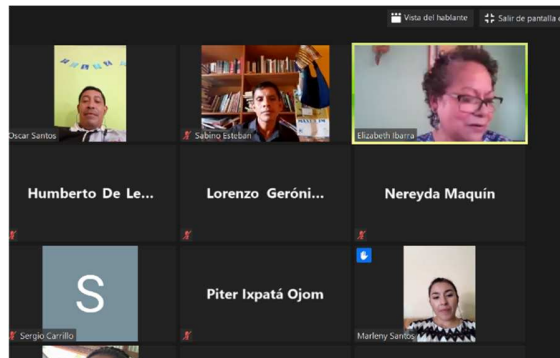 Vista del hablante Salir de pantalla
Oscar Santos
Sabino Esteban
Elizabeth Ibarra
Humberto De Le...
Lorenzo Geróni...
Nereyda Maquín
S
Sergio Carrillo
Piter Ixpatá Ojom
Marleny Santos